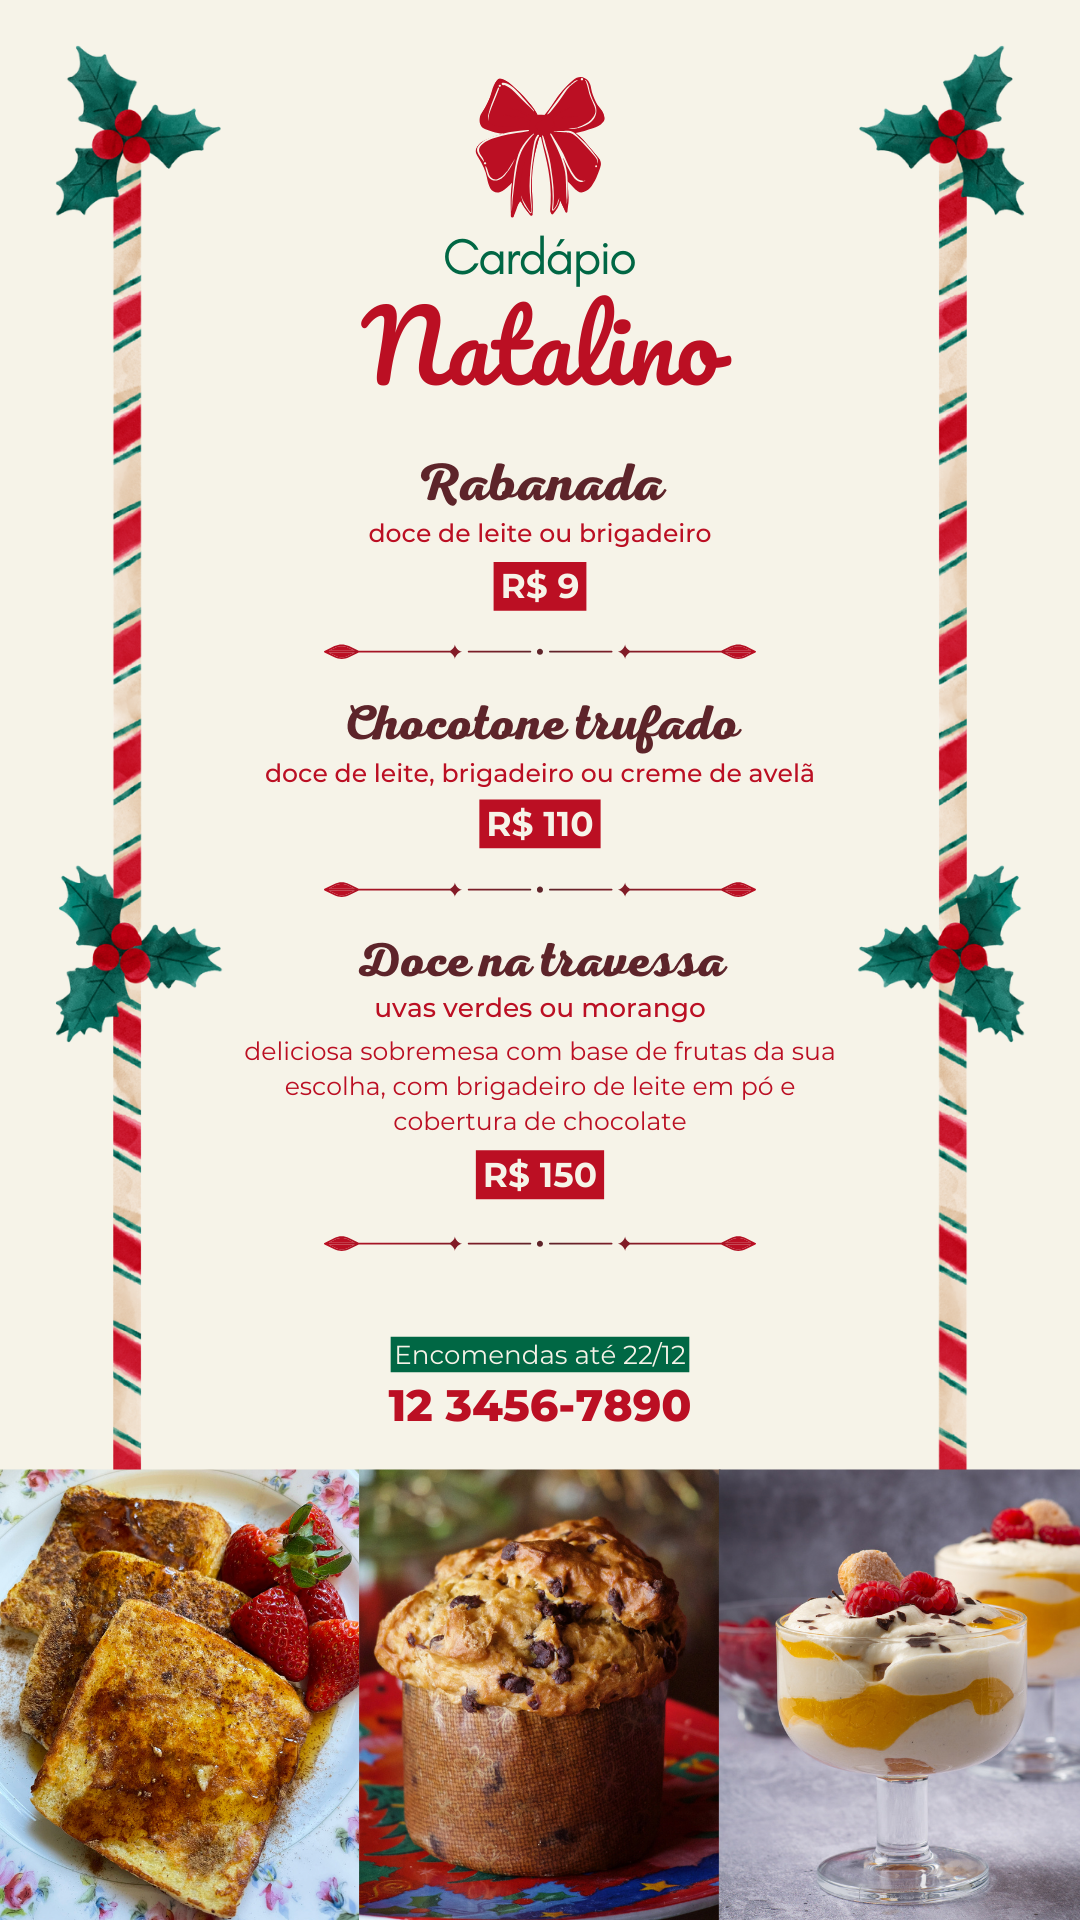 Cardápio
Natalino
Rabanada
doce de leite ou brigadeiro
R$ 9
Chocotone trufado
doce de leite, brigadeiro ou creme de avelã
R$ 110
Doce na travessa
uvas verdes ou morango
deliciosa sobremesa com base de frutas da sua
escolha, com brigadeiro de leite em pó e
cobertura de chocolate
R$ 150
Encomendas até 22/12
12 3456-7890